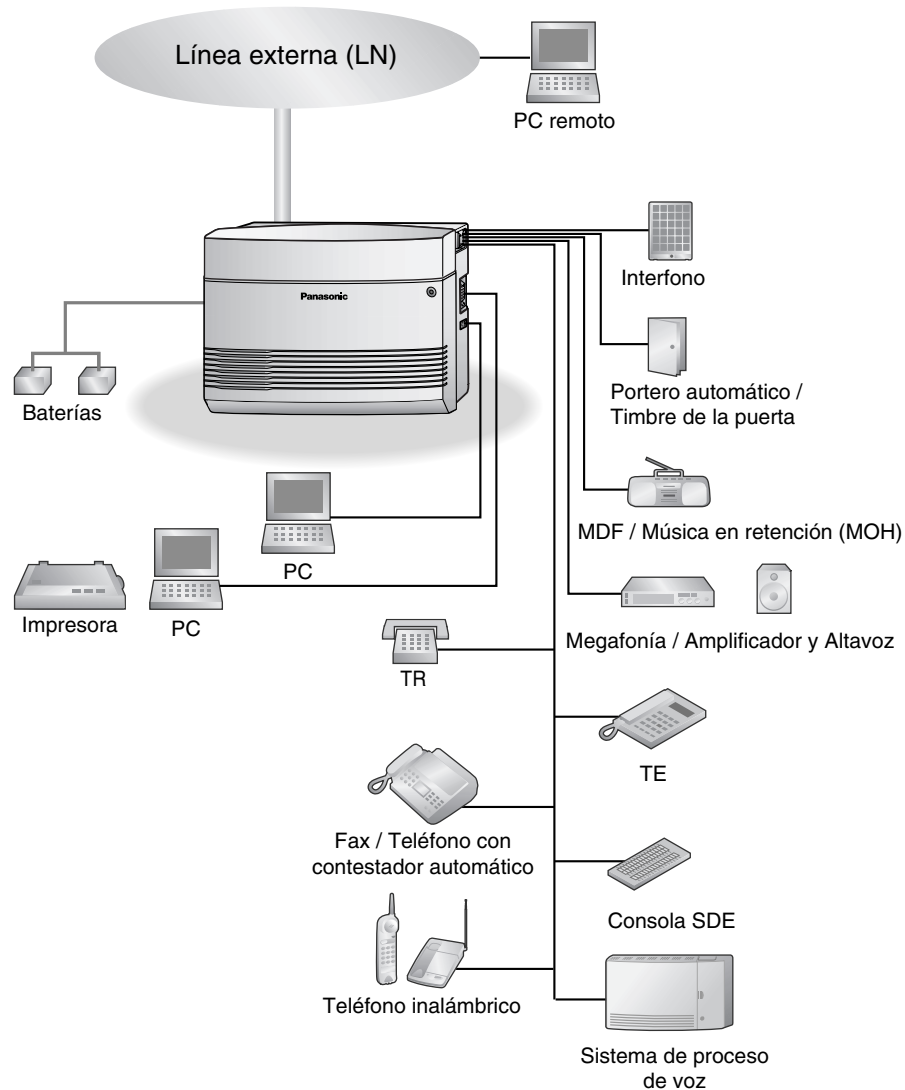 Línea externa (LN)
PC remoto
Panasonic
Interfono
Baterías
Portero automático /
Timbre de la puerta
MDF / Música en retención (MOH)
PC
Impresora
PC
Megafonía / Amplificador y Altavoz
TR
TE
Fax / Teléfono con
contestador automático
Consola SDE
Teléfono inalámbrico
Sistema de proceso
de voz